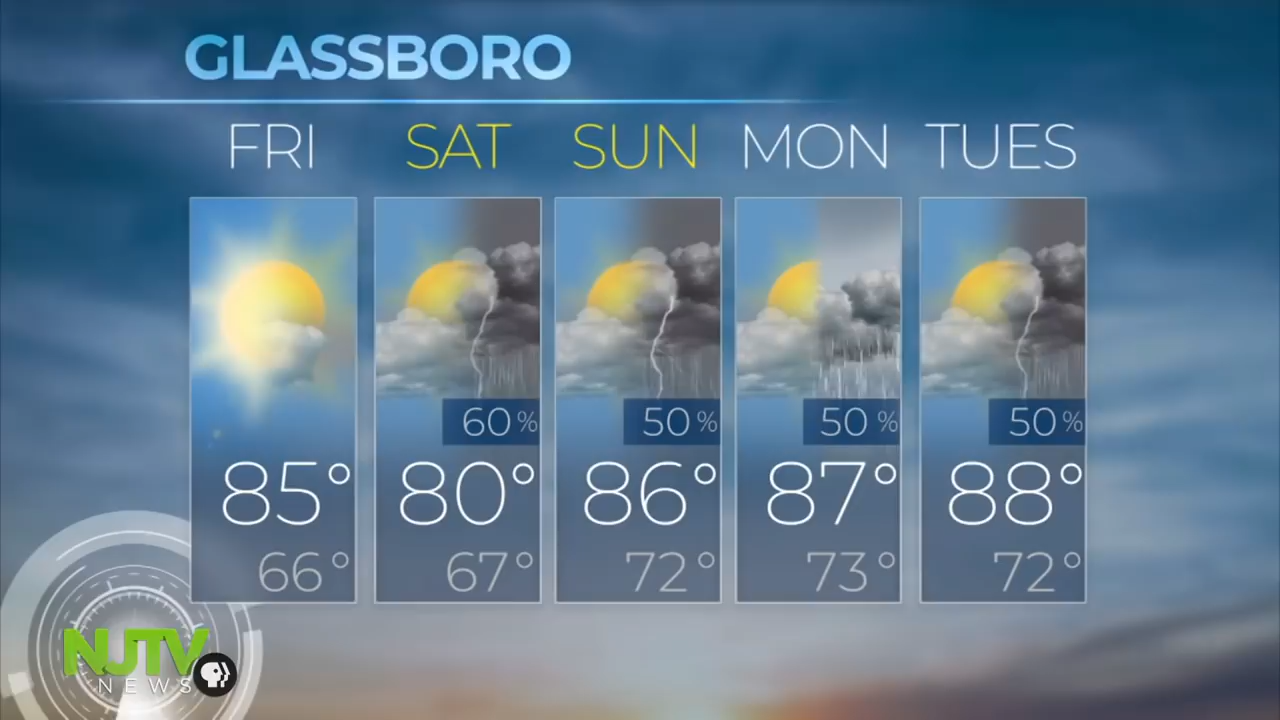 GLASSBORO
FRI SAT SUN MON TUES
60% 50% 50% 50%
85° 80° 86° 87° 88°
66° 67° 72° 73° 72°
NJTV
NEWS